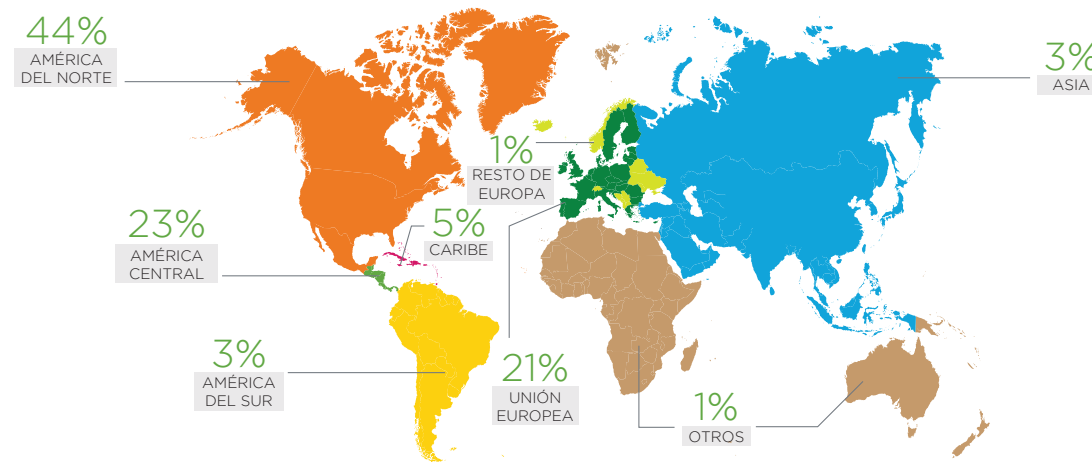 44%
AMÉRICA
DEL NORTE
3%
ASIA
1%
RESTO DE
EUROPA
23%
AMÉRICA
CENTRAL
5%
CARIBE
3%
AMÉRICA
DEL SUR
21%
UNIÓN
EUROPEA
1%
OTROS